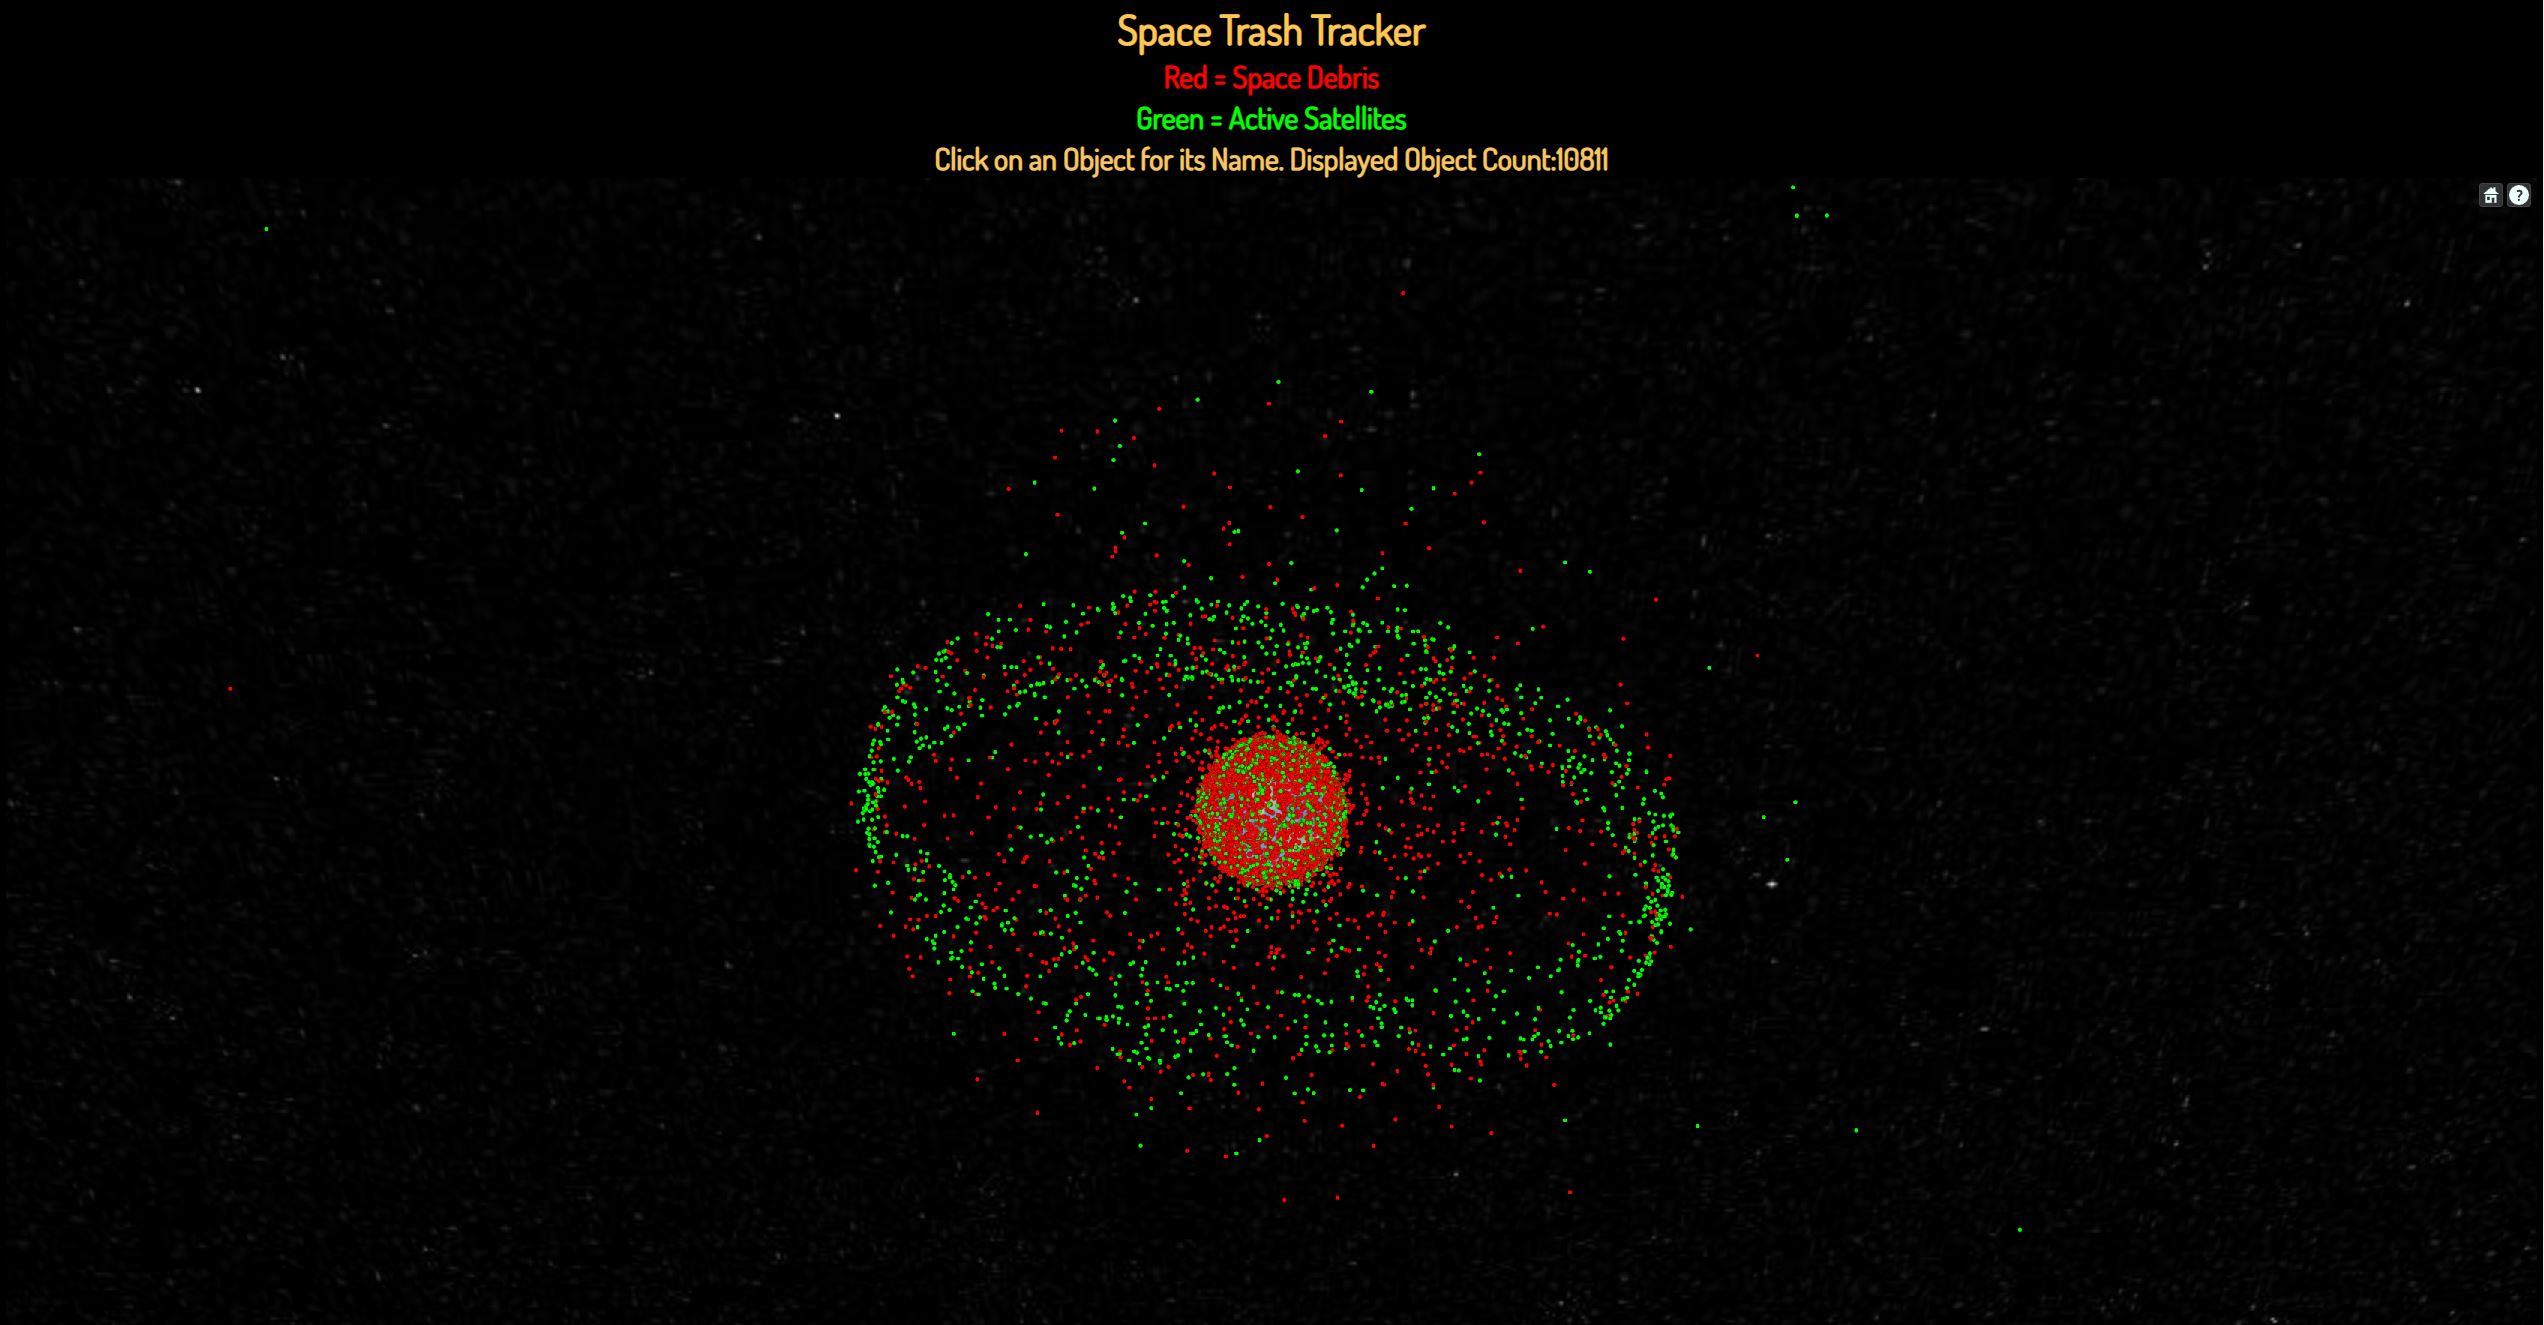 Space Trash Tracker
Red = Space Debris
Green = Active Satellites
Click on an Object for its Name. Displayed Object Count:10811
?